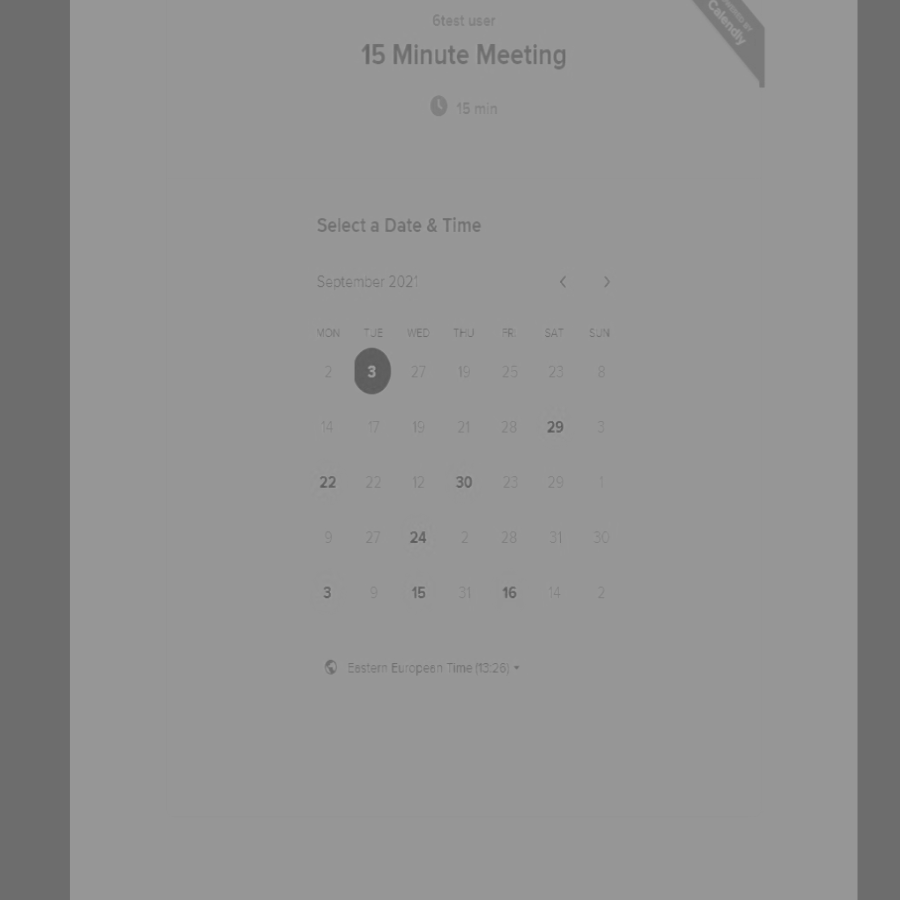 6test user
POWERED BY
Calendly
15 Minute Meeting
15 min
Select a Date & Time
September 2021
MON TUE WED THU FRI SAT SUN
2 3 27 19 25 23 8
14 17 19 21 28 29 3
22 22 12 30 23 29 1
9 27 24 2 28 31 30
3 9 15 31 16 14 2
Eastern European Time (13:26)